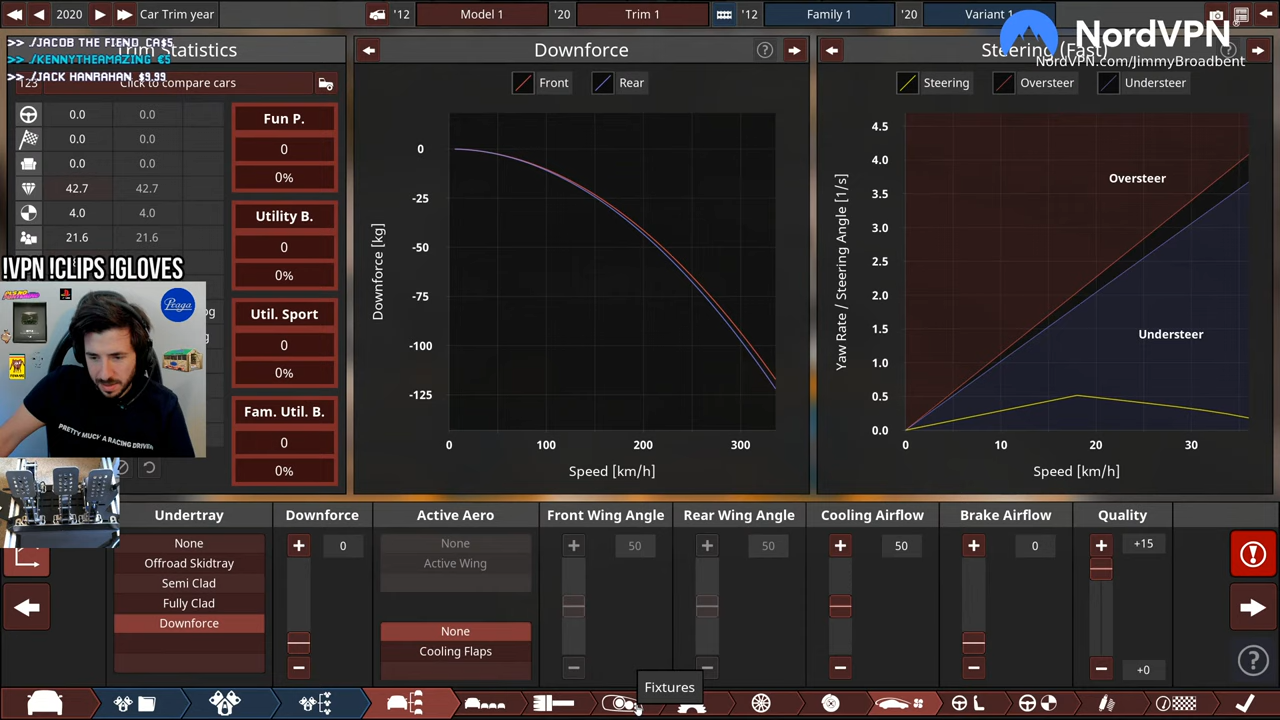 2020
Car Trim year
'12
Model 1
'20
Trim 1
'12
Family 1
'20
Variant 1
NordVPN
NordVPN.com/JimmyBroadbent
>> ./JACOB THE FIEND CA$5
>> ./KENNYTHEAMAZING €5
>> ./JACK HANRAHAN $9.99
Trim Statistics
123
Click to compare cars
0.0 0.0
0.0 0.0
0.0 0.0
42.7 42.7
4.0 4.0
21.6 21.6
!VPN !CLIPS !GLOVES
Praga
PRETTY MUCH A RACING DRIVER
Fun P.
0
0%
Utility B.
0
0%
Util. Sport
0
0%
Fam. Util. B.
0
0%
Downforce
?
Front
Rear
Downforce [kg]
0
-25
-50
-75
-100
-125
0 100 200 300
Speed [km/h]
Steering (Fast)
Steering
Oversteer
Understeer
Yaw Rate / Steering Angle [1/s]
4.5
4.0
3.5
3.0
2.5
2.0
1.5
1.0
0.5
0.0
Oversteer
Understeer
0 10 20 30
Speed [km/h]
Undertray
None
Offroad Skidtray
Semi Clad
Fully Clad
Downforce
Downforce
0
Active Aero
None
Active Wing
None
Cooling Flaps
Front Wing Angle
50
Rear Wing Angle
50
Cooling Airflow
50
Brake Airflow
0
Quality
+15
+0
?
Fixtures